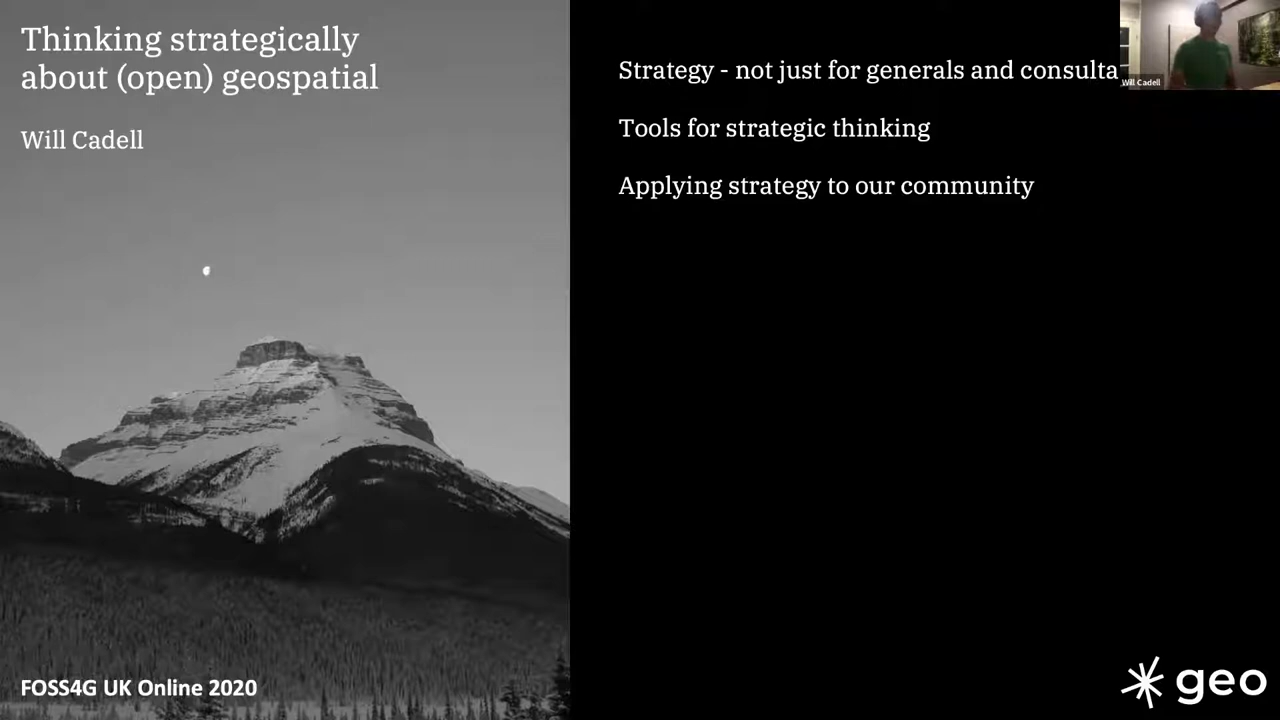 Thinking strategically
about (open) geospatial
Will Cadell
FOSS4G UK Online 2020
Strategy - not just for generals and consulta
Tools for strategic thinking
Applying strategy to our community
Will Cadell
geo